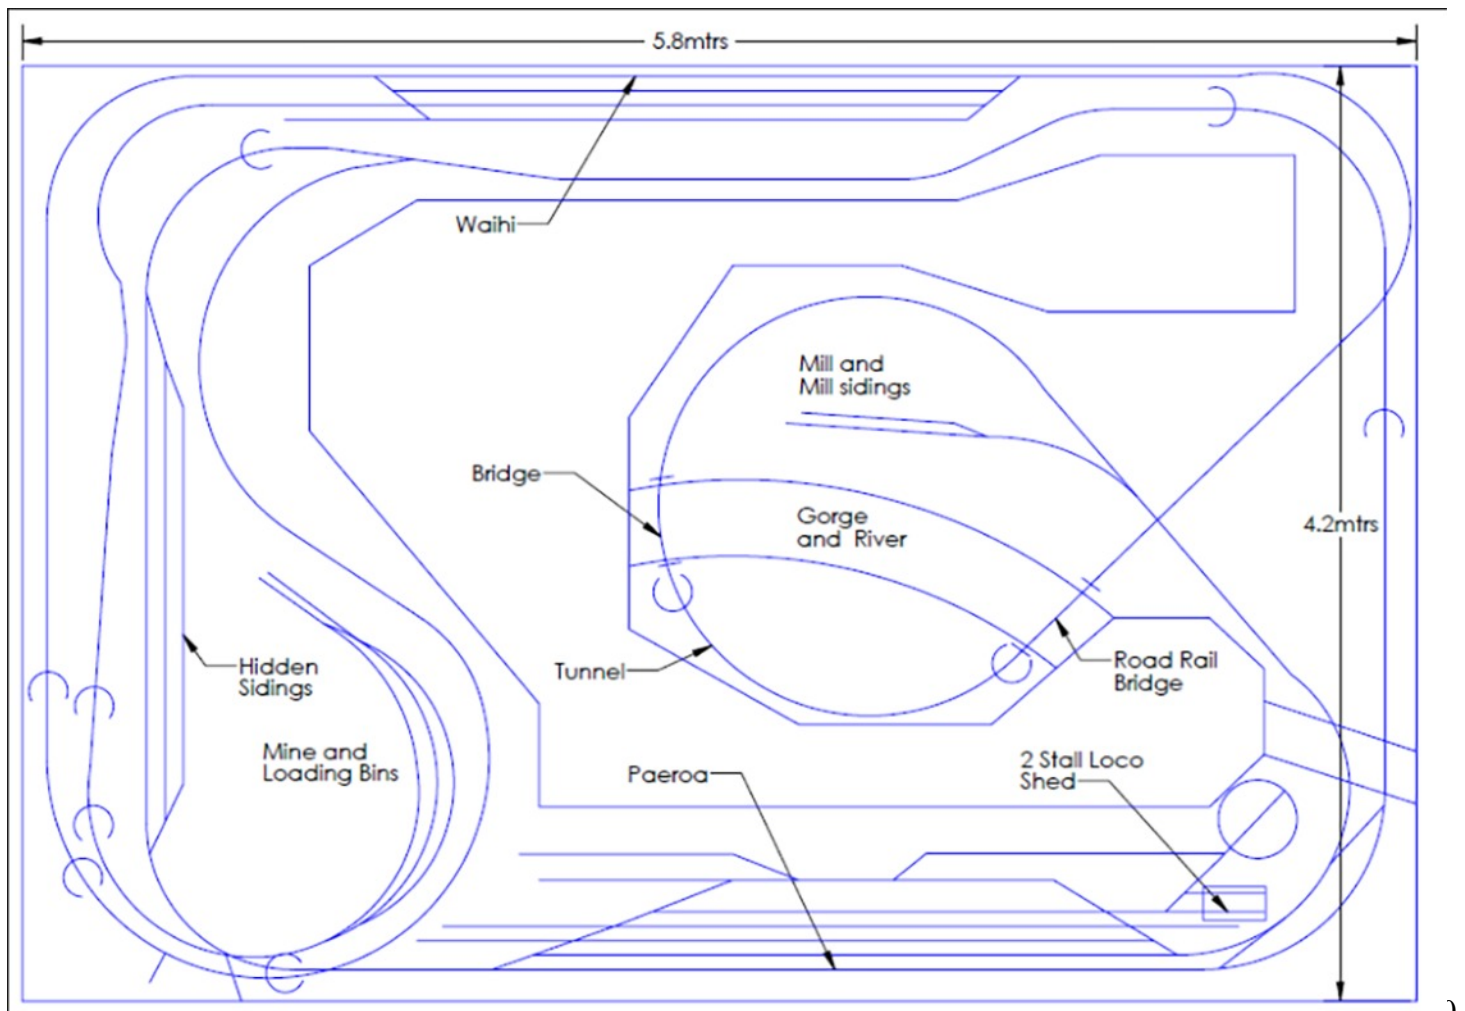 5.8mtrs
Waihi
Mill and
Mill sidings
Bridge
Gorge
and River
4.2mtrs
Tunnel
Hidden
Sidings
Road Rail
Bridge
Mine and
Loading Bins
Paeroa
2 Stall Loco
Shed
)